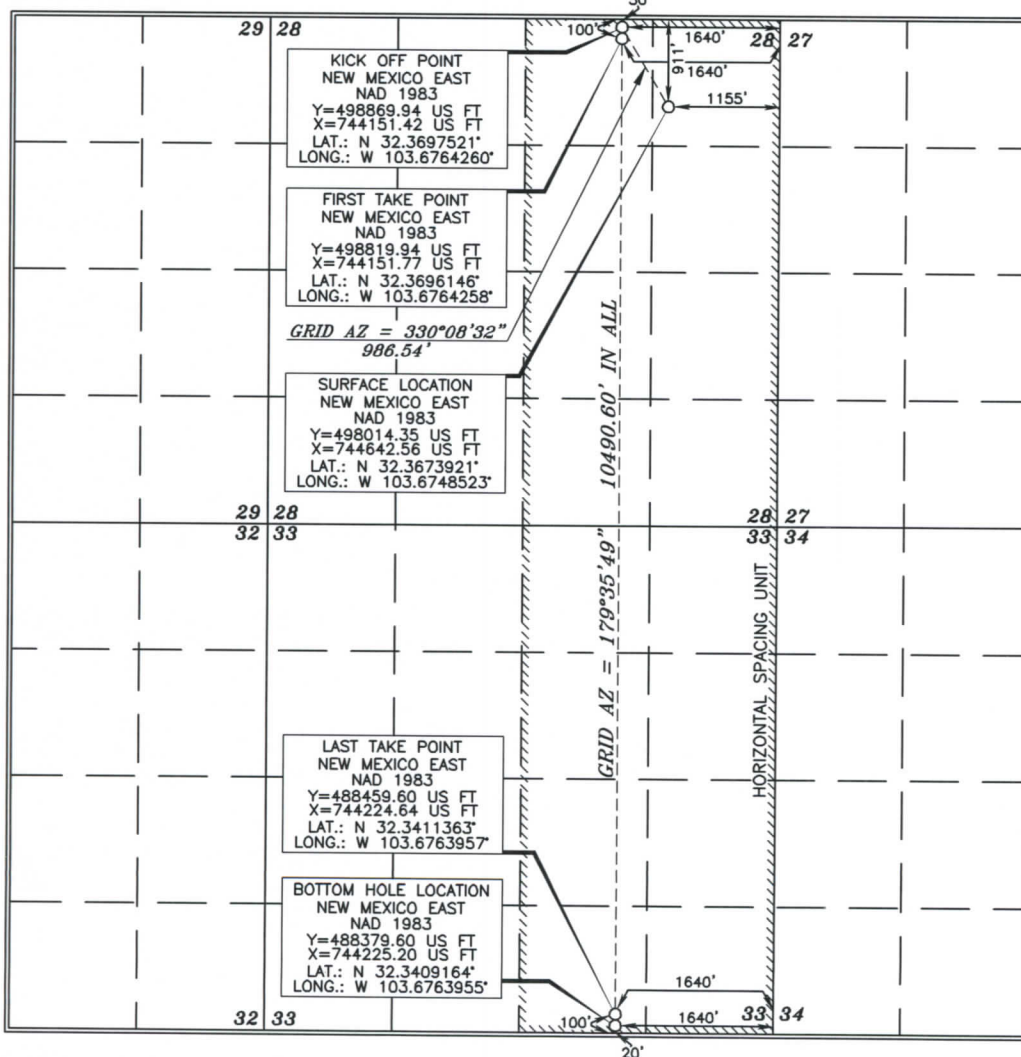 50'
100'
1640'
29 28
28 27
1640'
911'
1155'
KICK OFF POINT
NEW MEXICO EAST
NAD 1983
Y=498869.94 US FT
X=744151.42 US FT
LAT.: N 32.3697521°
LONG.: W 103.6764260°
FIRST TAKE POINT
NEW MEXICO EAST
NAD 1983
Y=498819.94 US FT
X=744151.77 US FT
LAT.: N 32.3696146°
LONG.: W 103.6764258°
GRID AZ = 330°08'32"
986.54'
SURFACE LOCATION
NEW MEXICO EAST
NAD 1983
Y=498014.35 US FT
X=744642.56 US FT
LAT.: N 32.3673921°
LONG.: W 103.6748523°
10490.60' IN ALL
GRID AZ = 179°35'49"
29 28
32 33
28 27
33 34
HORIZONTAL SPACING UNIT
LAST TAKE POINT
NEW MEXICO EAST
NAD 1983
Y=488459.60 US FT
X=744224.64 US FT
LAT.: N 32.3411363°
LONG.: W 103.6763957°
BOTTOM HOLE LOCATION
NEW MEXICO EAST
NAD 1983
Y=488379.60 US FT
X=744225.20 US FT
LAT.: N 32.3409164°
LONG.: W 103.6763955°
1640'
32 33
100'
1640'
33 34
20'